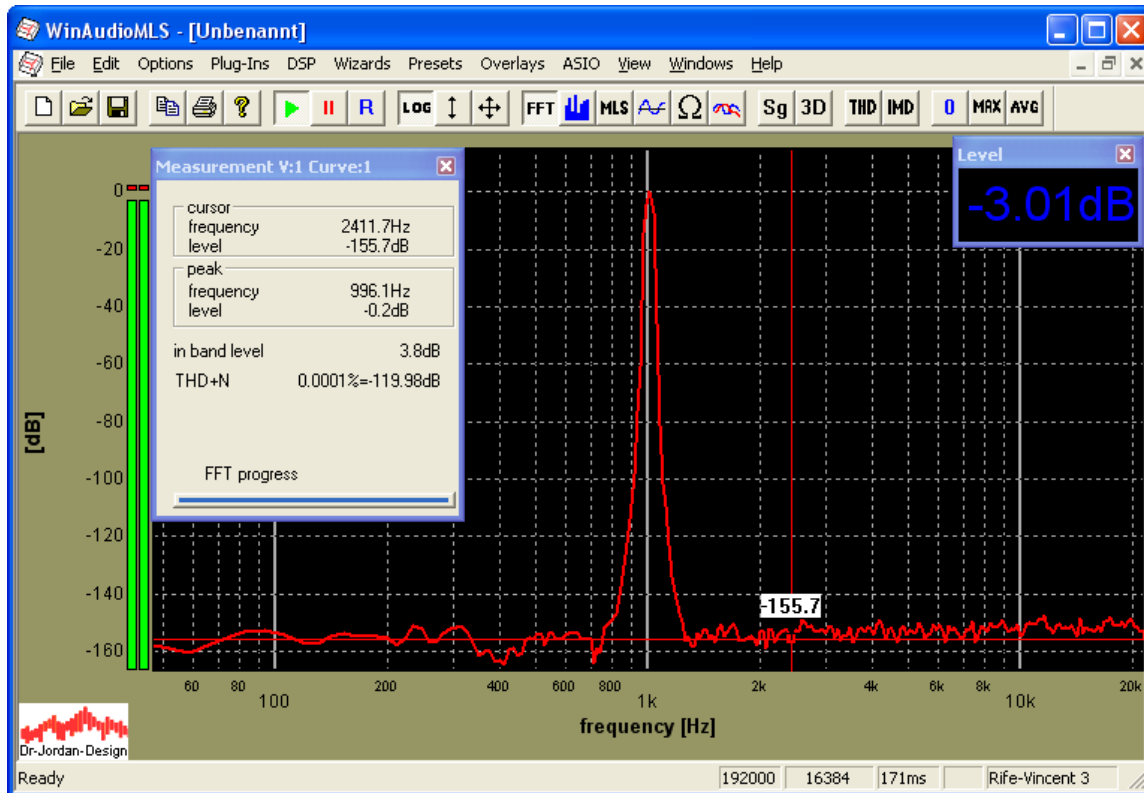 WinAudioMLS - [Unbenannt]
File Edit Options Plug-Ins DSP Wizards Presets Overlays ASIO View Windows Help
? R LOG FFT MLS Ω Sg 3D THD IMD 0 MAX AVG
Measurement V:1 Curve:1
cursor
frequency 2411.7Hz
level -155.7dB
peak
frequency 996.1Hz
level -0.2dB
in band level 3.8dB
THD+N 0.0001%=-119.98dB
FFT progress
Level
-3.01dB
[dB]
0
-20
-40
-60
-80
-100
-120
-140
-160
-155.7
60 80 100 200 400 600 800 1k 2k 4k 6k 8k 10k 20k
frequency [Hz]
Dr-Jordan-Design
Ready 192000 16384 171ms Rife-Vincent 3